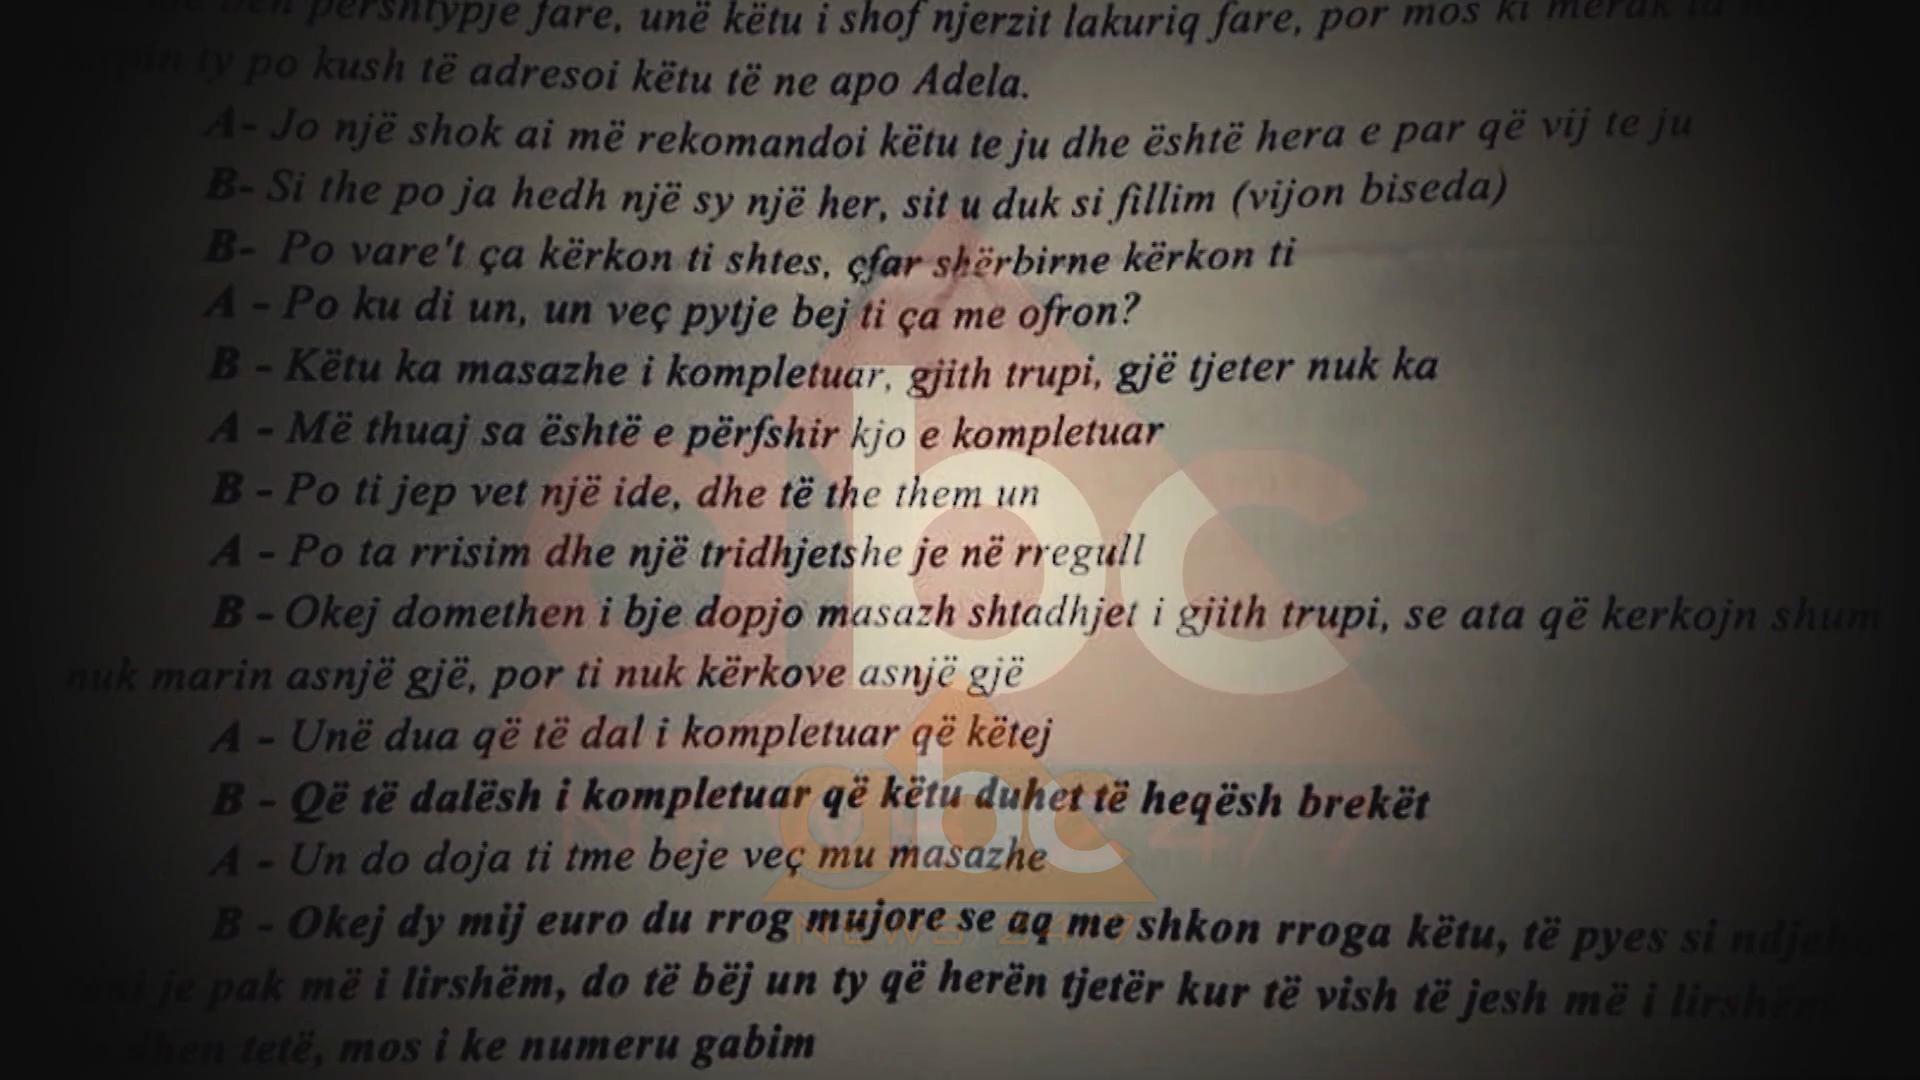 bën përshtypje fare, unë këtu i shof njerzit lakuriq fare, por mos ki merak
ty po kush të adresoi këtu të ne apo Adela.
A- Jo një shok ai më rekomandoi këtu te ju dhe është hera e par që vij te ju
B- Si the po ja hedh një sy një her, sit u duk si fillim (vijon biseda)
B- Po vare't ça kërkon ti shtes, çfar shërbirne kërkon ti
A - Po ku di un, un veç pytje bej ti ça me ofron?
B - Këtu ka masazhe i kompletuar, gjith trupi, gjë tjeter nuk ka
A - Më thuaj sa është e përfshir kjo e kompletuar
B - Po ti jep vet një ide, dhe të the them un
A - Po ta rrisim dhe një tridhjetshe je në rregull
B - Okej domethen i bje dopjo masazh shtadhjet i gjith trupi, se ata që kerkojn shum
nuk marin asnjë gjë, por ti nuk kërkove asnjë gjë
A - Unë dua që të dal i kompletuar që këtej
B - Që të dalësh i kompletuar që këtu duhet të heqësh brekët
A - Un do doja ti tme beje veç mu masazhe
B - Okej dy mij euro du rrog mujore se aq me shkon rroga këtu, të pyes si
je pak më i lirshëm, do të bëj un ty që herën tjetër kur të vish të jesh më i
dhen tetë, mos i ke numeru gabim
abc
NEWS 24/7
abc
NEWS 24/7